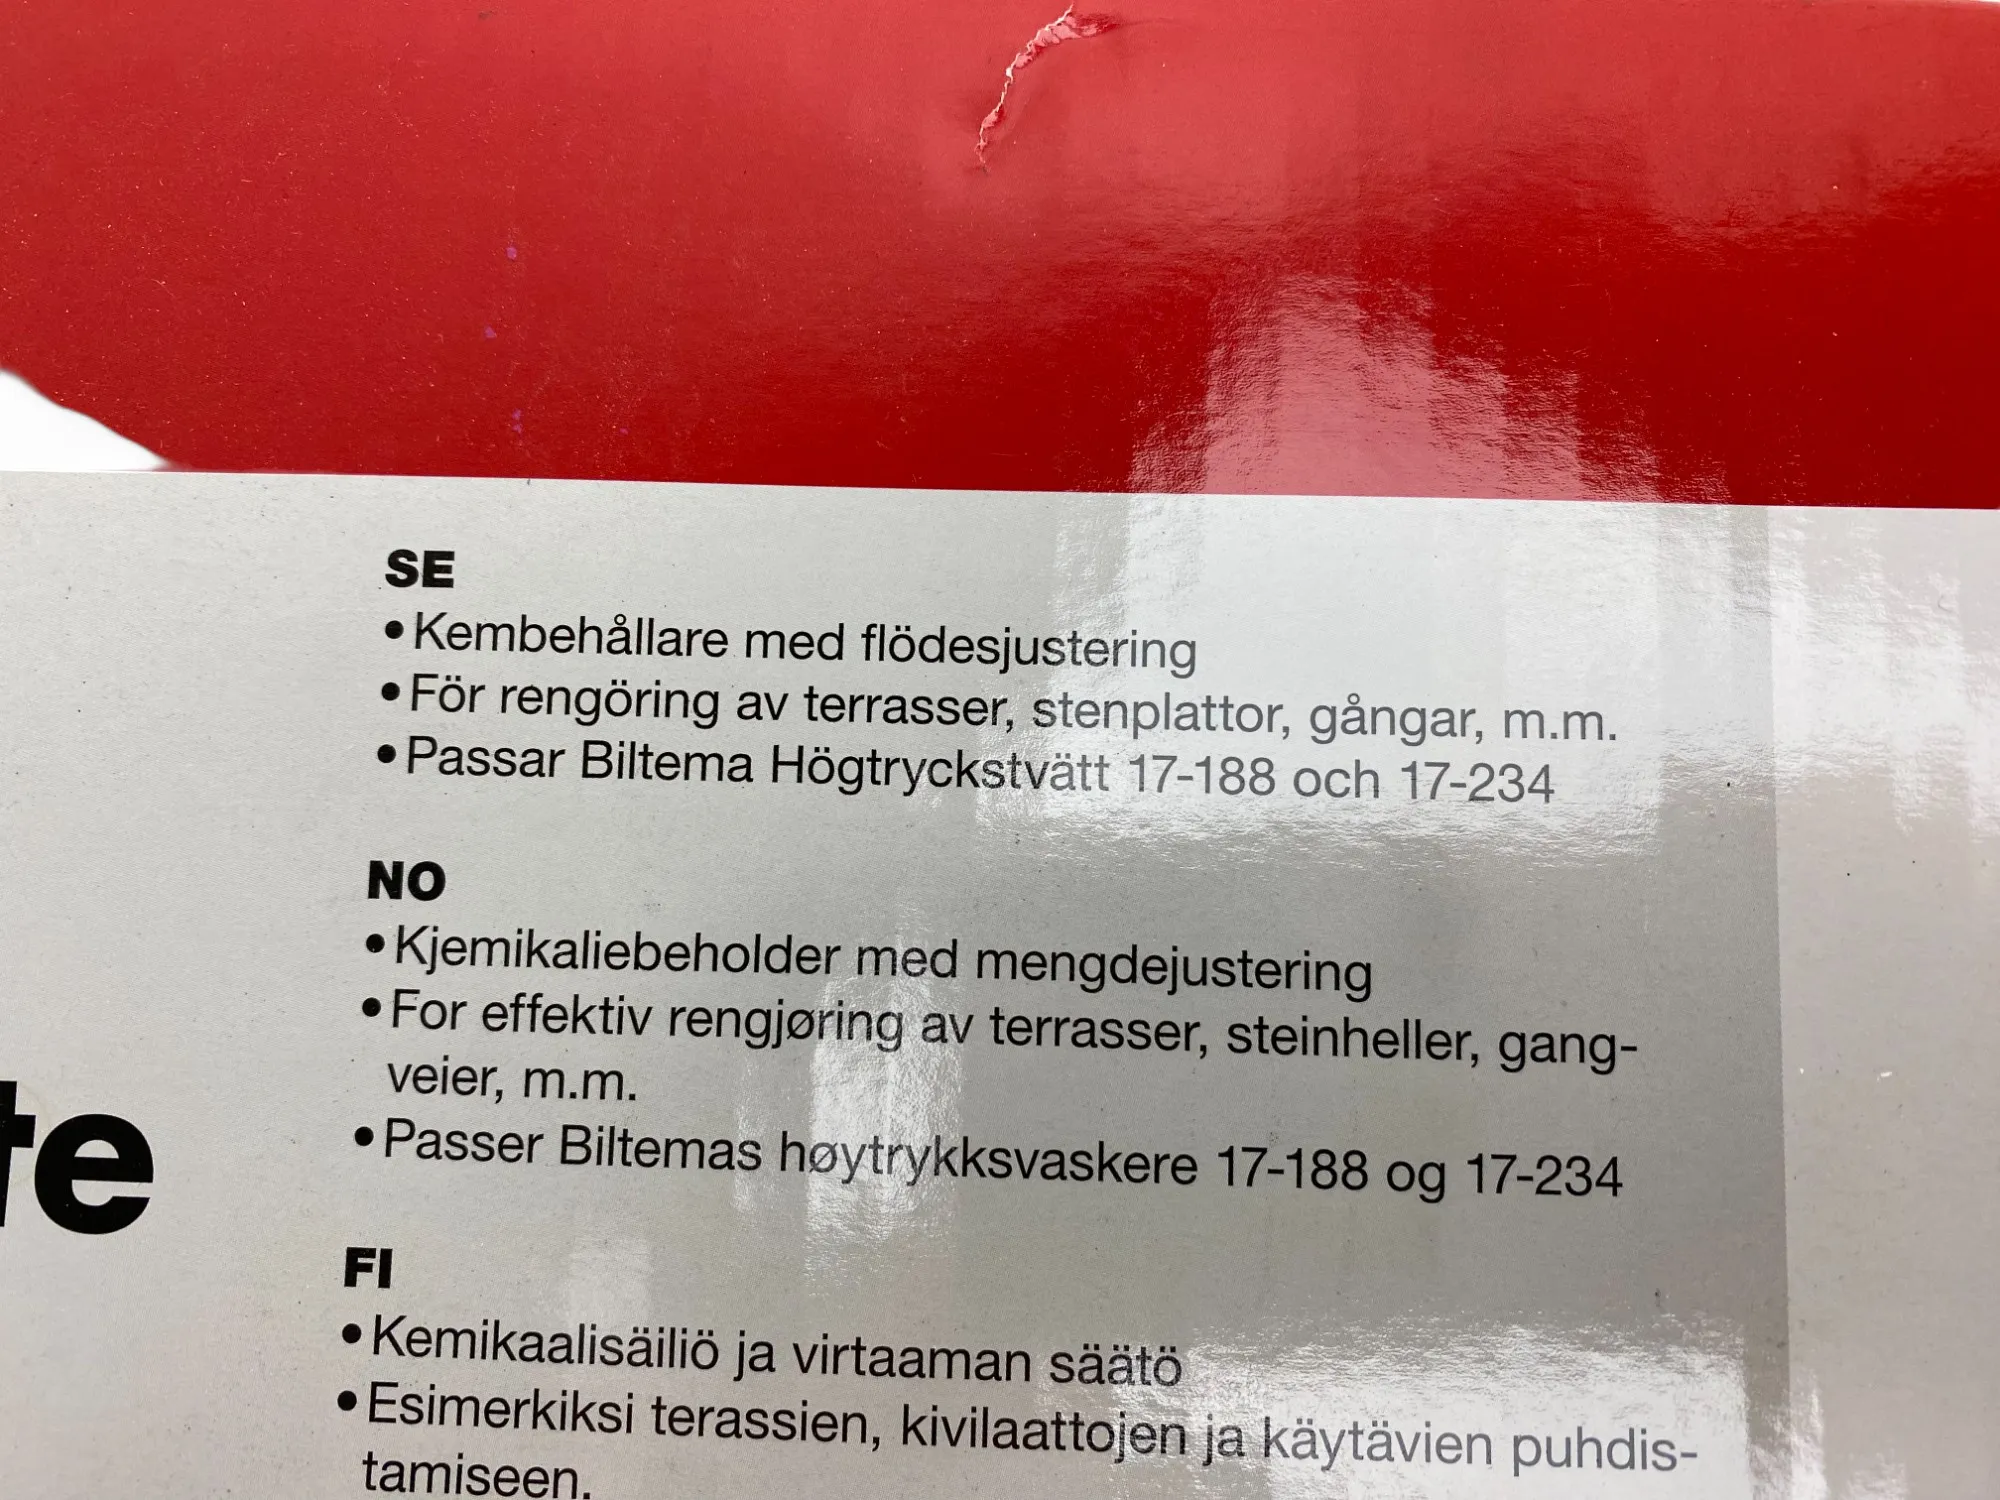 SE
•Kembehållare med flödesjustering
•För rengöring av terrasser, stenplattor, gångar, m.m.
•Passar Biltema Högtryckstvätt 17-188 och 17-234
NO
•Kjemikaliebeholder med mengdejustering
•For effektiv rengjøring av terrasser, steinheller, gang-
veier, m.m.
•Passer Biltemas høytrykksvaskere 17-188 og 17-234
te
FI
•Kemikaalisäiliö ja virtaaman säätö
•Esimerkiksi terassien, kivilaattojen ja käytävien puhdis-
tamiseen.